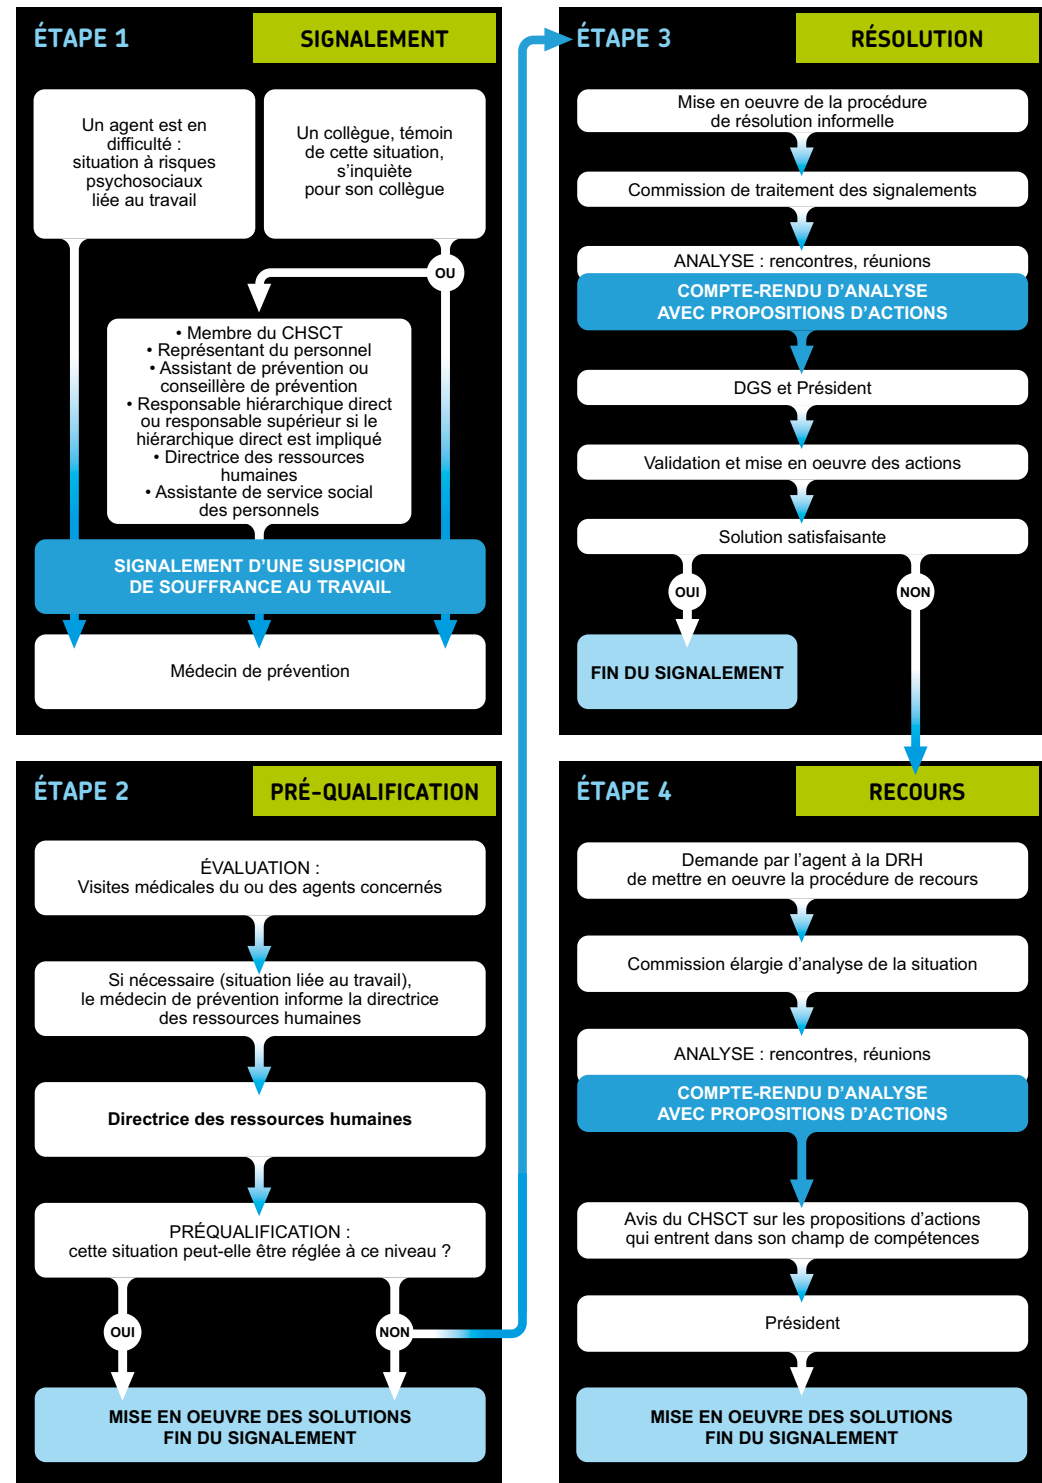 ÉTAPE 1
SIGNALEMENT
Un agent est en
difficulté :
situation à risques
psychosociaux
liée au travail
Un collègue, témoin
de cette situation,
s'inquiète
pour son collègue
OU
• Membre du CHSCT
• Représentant du personnel
• Assistant de prévention ou
conseillère de prévention
• Responsable hiérarchique direct
ou responsable supérieur si le
hiérarchique direct est impliqué
• Directrice des ressources
humaines
• Assistante de service social
des personnels
SIGNALEMENT D'UNE SUSPICION
DE SOUFFRANCE AU TRAVAIL
Médecin de prévention
ÉTAPE 2
PRÉ-QUALIFICATION
ÉVALUATION :
Visites médicales du ou des agents concernés
Si nécessaire (situation liée au travail),
le médecin de prévention informe la directrice
des ressources humaines
Directrice des ressources humaines
PRÉQUALIFICATION :
cette situation peut-elle être réglée à ce niveau ?
OUI
NON
MISE EN OEUVRE DES SOLUTIONS
FIN DU SIGNALEMENT
ÉTAPE 3
RÉSOLUTION
Mise en oeuvre de la procédure
de résolution informelle
Commission de traitement des signalements
ANALYSE : rencontres, réunions
COMPTE-RENDU D'ANALYSE
AVEC PROPOSITIONS D'ACTIONS
DGS et Président
Validation et mise en oeuvre des actions
Solution satisfaisante
OUI
NON
FIN DU SIGNALEMENT
ÉTAPE 4
RECOURS
Demande par l'agent à la DRH
de mettre en oeuvre la procédure de recours
Commission élargie d'analyse de la situation
ANALYSE : rencontres, réunions
COMPTE-RENDU D'ANALYSE
AVEC PROPOSITIONS D'ACTIONS
Avis du CHSCT sur les propositions d'actions
qui entrent dans son champ de compétences
Président
MISE EN OEUVRE DES SOLUTIONS
FIN DU SIGNALEMENT